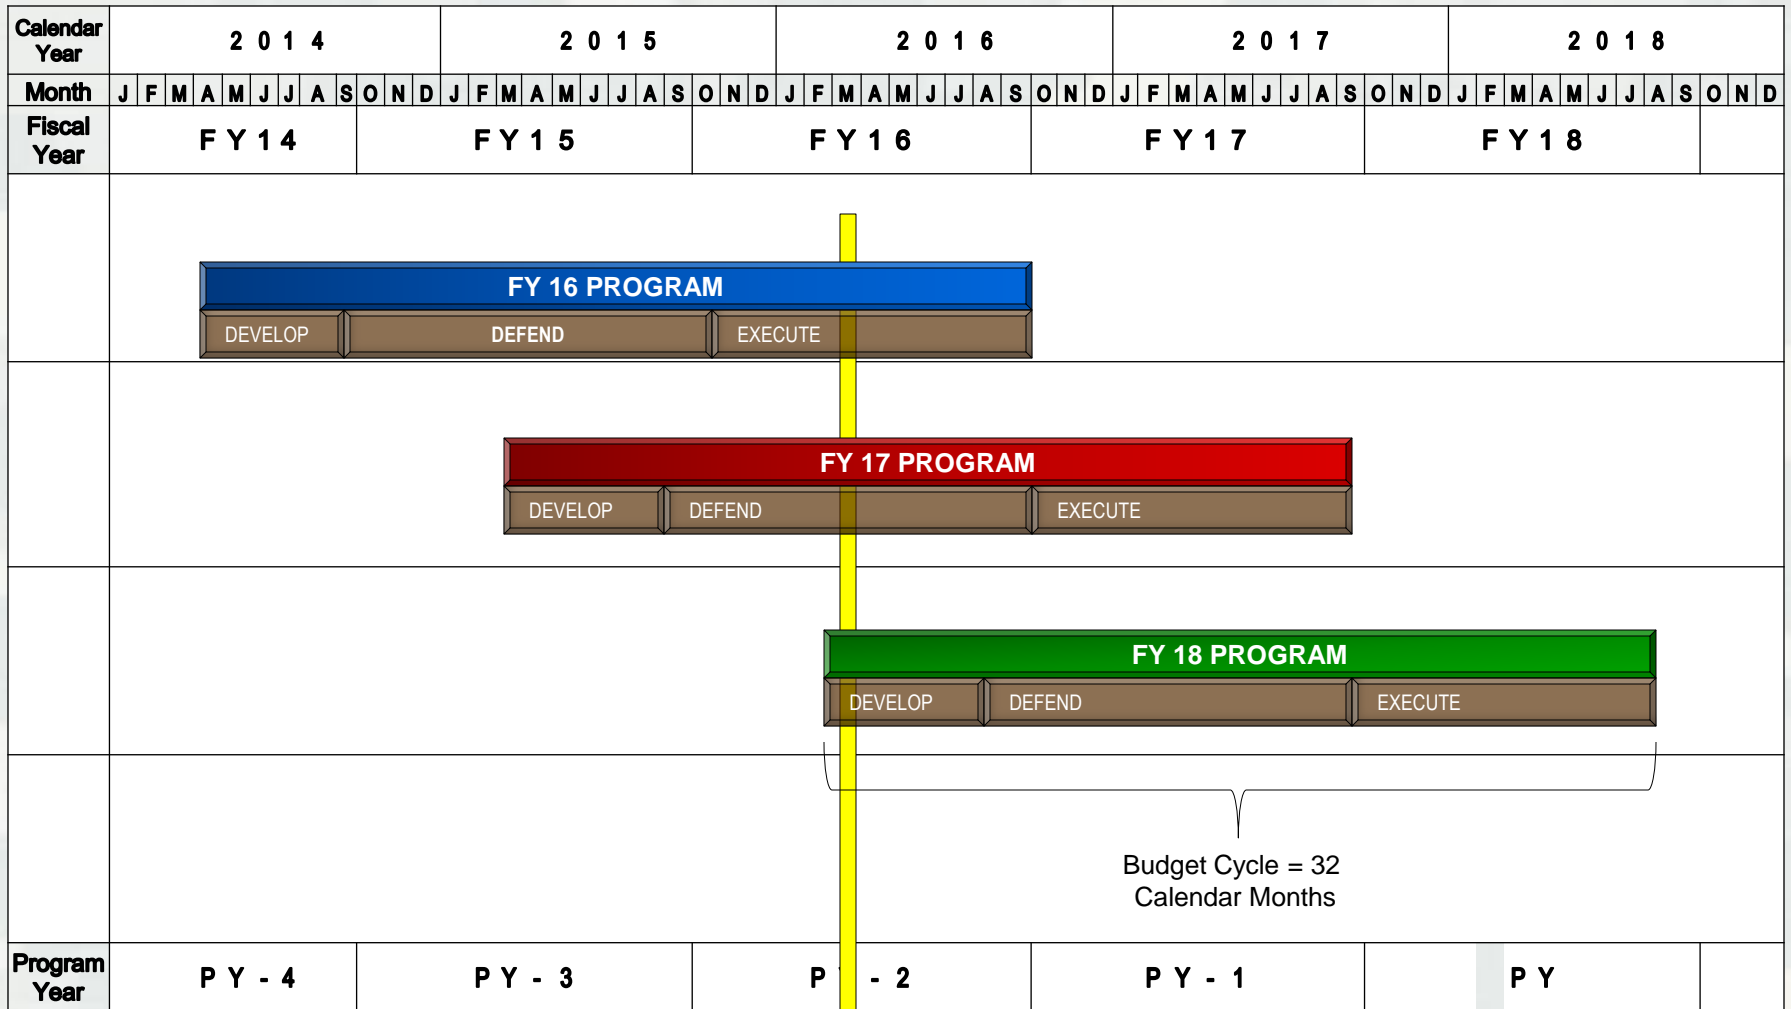 Calendar
Year
2 0 1 4
2 0 1 5
2 0 1 6
2 0 1 7
2 0 1 8
Month
J F M A M J J A S O N D J F M A M J J A S O N D J F M A M J J A S O N D J F M A M J J A S O N D J F M A M J J A S O N D
Fiscal
Year
F Y 1 4
F Y 1 5
F Y 1 6
F Y 1 7
F Y 1 8
FY 16 PROGRAM
DEVELOP
DEFEND
EXECUTE
FY 17 PROGRAM
DEVELOP
DEFEND
EXECUTE
FY 18 PROGRAM
DEVELOP
DEFEND
EXECUTE
Budget Cycle = 32
Calendar Months
Program
Year
P Y - 4
P Y - 3
P - 2
P Y - 1
P Y